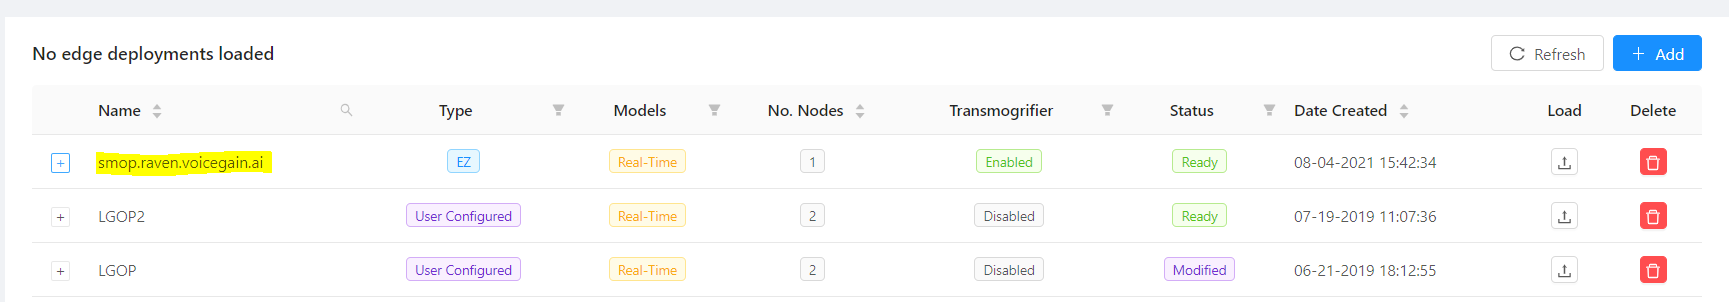 No edge deployments loaded Refresh + Add
Name Type Models No. Nodes Transmogrifier Status Date Created Load Delete
+ smop.raven.voicegain.ai EZ Real-Time 1 Enabled Ready 08-04-2021 15:42:34
+ LGOP2 User Configured Real-Time 2 Disabled Ready 07-19-2019 11:07:36
+ LGOP User Configured Real-Time 2 Disabled Modified 06-21-2019 18:12:55